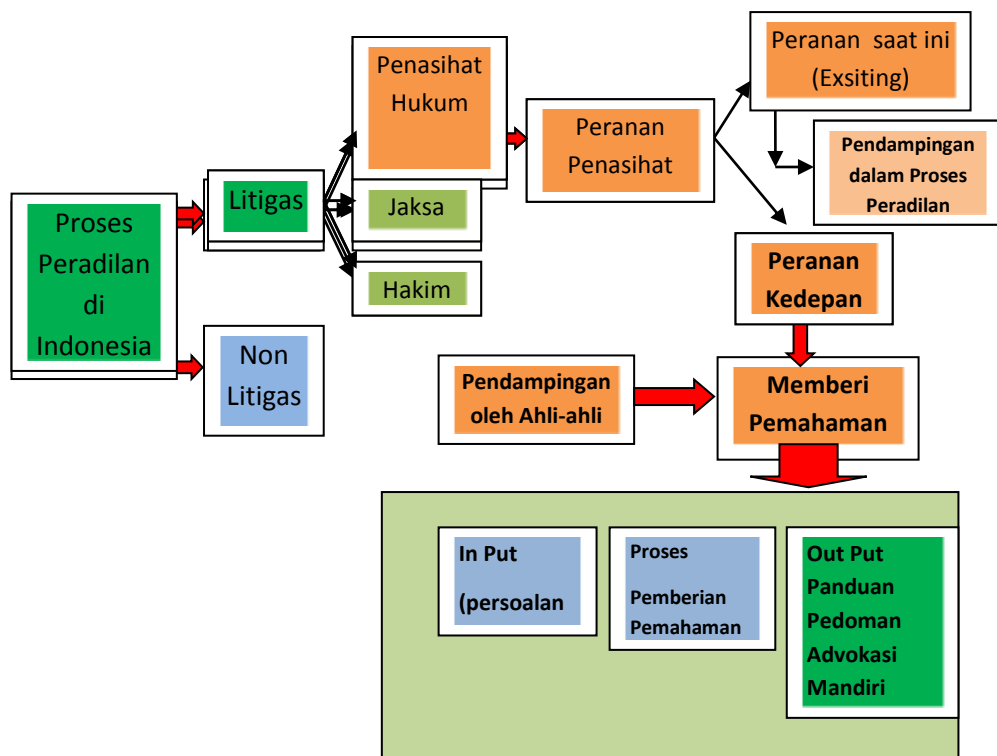 Proses
Peradilan
di
Indonesia
Litigas
Non
Litigas
Penasihat
Hukum
Jaksa
Hakim
Peranan
Penasihat
Peranan saat ini
(Exsiting)
Pendampingan
dalam Proses
Peradilan
Peranan
Kedepan
Pendampingan
oleh Ahli-ahli
Memberi
Pemahaman
In Put
(persoalan
Proses
Pemberian
Pemahaman
Out Put
Panduan
Pedoman
Advokasi
Mandiri